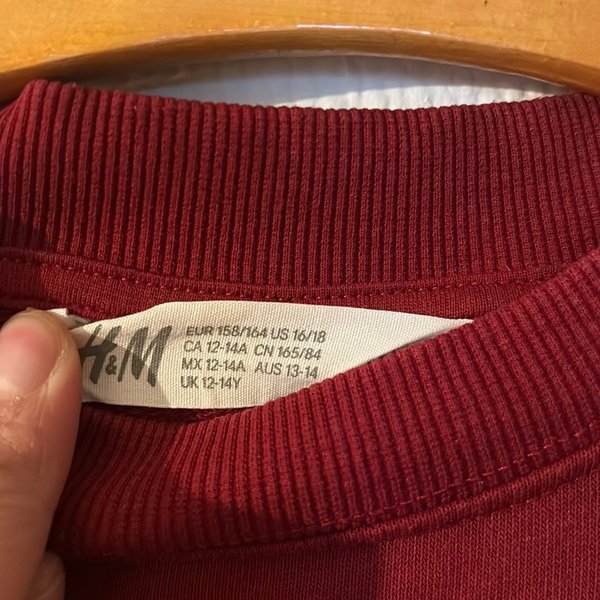 H&M
EUR 158/164 US 16/18
CA 12-14A CN 165/84
MX 12-14A AUS 13-14
UK 12-14Y